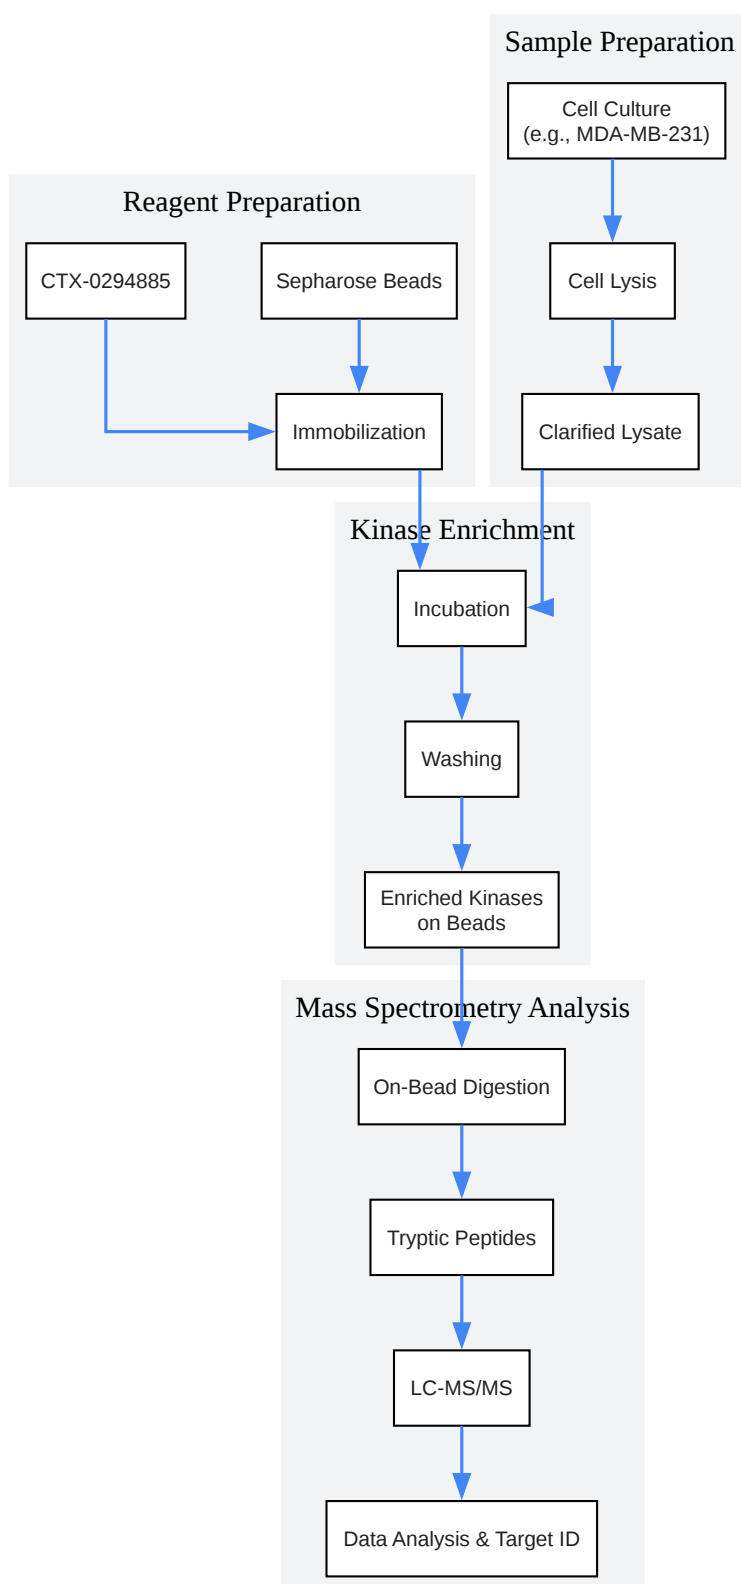 Sample Preparation
Cell Culture
(e.g., MDA-MB-231)
Reagent Preparation
CTX-0294885
Sepharose Beads
Cell Lysis
Immobilization
Clarified Lysate
Kinase Enrichment
Incubation
Washing
Enriched Kinases
on Beads
Mass Spectrometry Analysis
On-Bead Digestion
Tryptic Peptides
LC-MS/MS
Data Analysis & Target ID